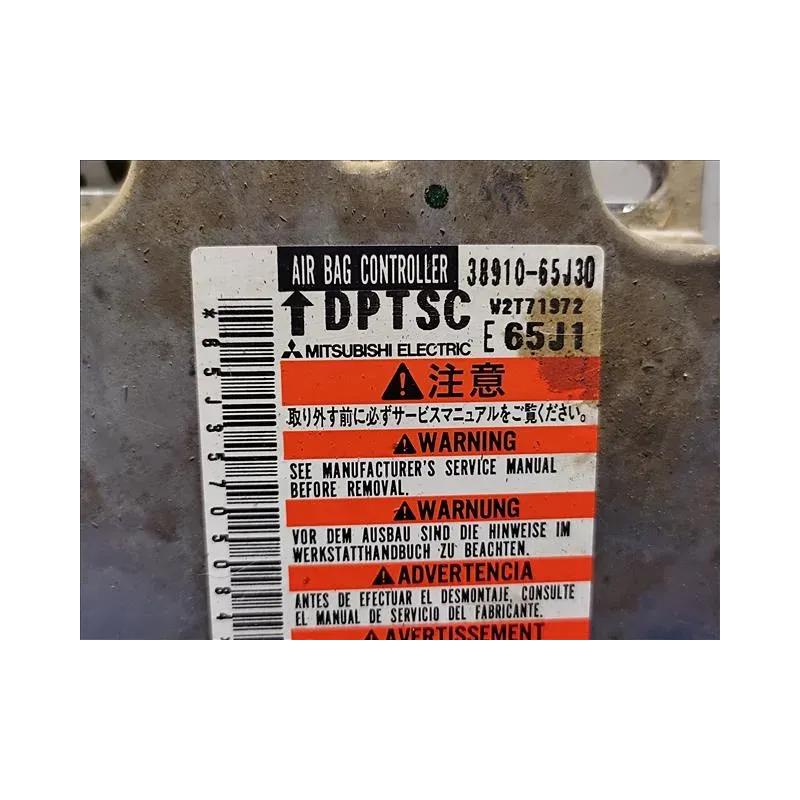 AIR BAG CONTROLLER 38910-65J30
DPTSC W2T71972
MITSUBISHI ELECTRIC E 65J1
注意
取り外す前に必ずサービスマニュアルをご覧ください。
WARNING
SEE MANUFACTURER'S SERVICE MANUAL
BEFORE REMOVAL.
WARNUNG
VOR DEM AUSBAU SIND DIE HINWEISE IM
WERKSTATTHANDBUCH ZU BEACHTEN.
ADVERTENCIA
ANTES DE EFECTUAR EL DESMONTAJE, CONSULTE
EL MANUAL DE SERVICIO DEL FABRICANTE.
AVERTISSEMENT
*65J35705084*